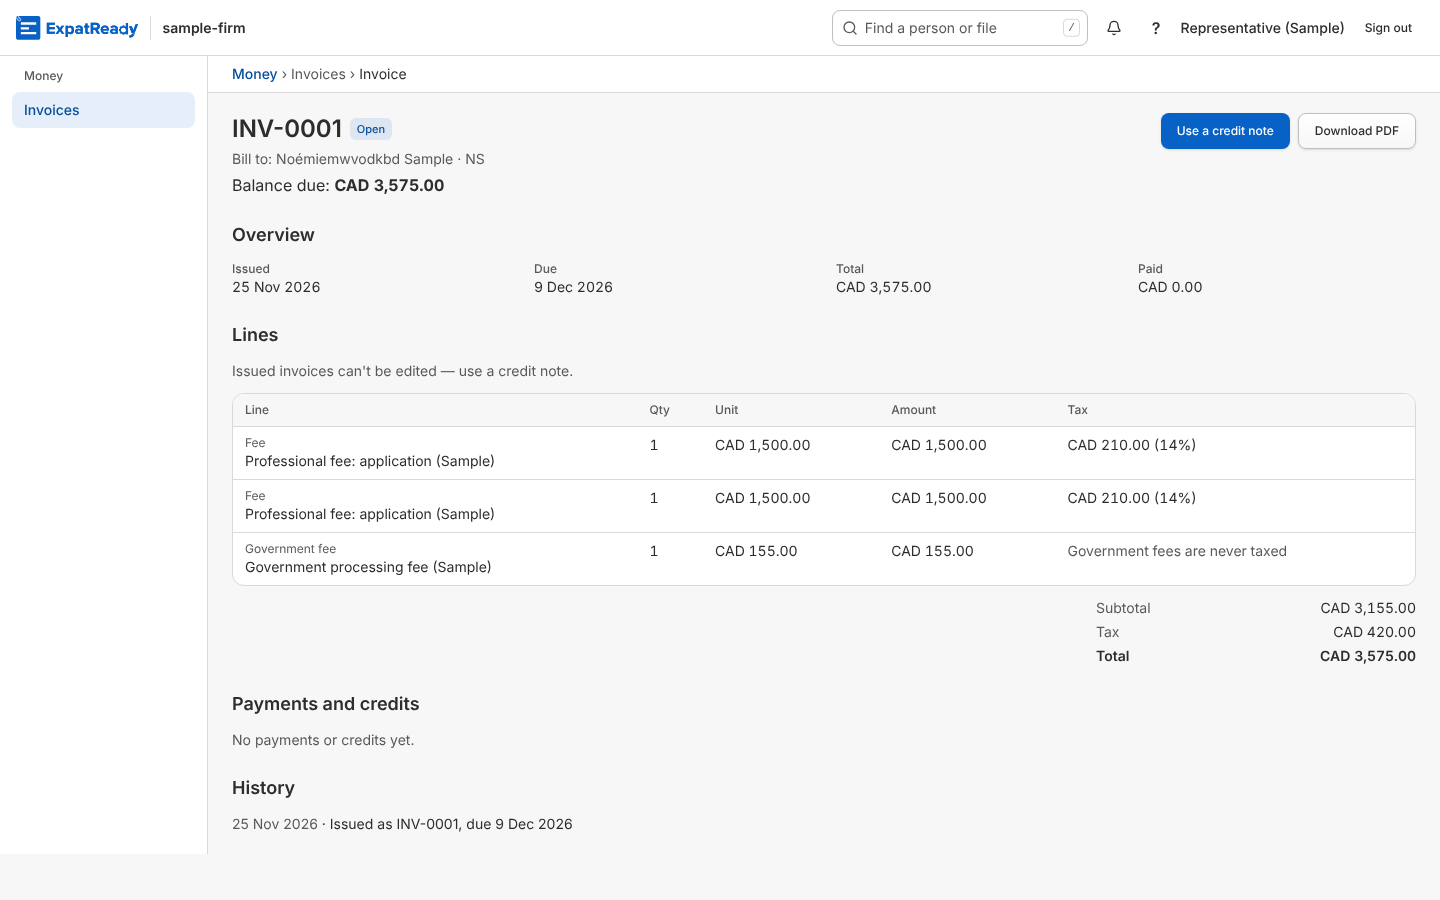 ExpatReady
sample-firm
Find a person or file /
?
Representative (Sample)
Sign out
Money
Invoices
Money › Invoices › Invoice
INV-0001 Open
Use a credit note
Download PDF
Bill to: Noémiemwvodkbd Sample · NS
Balance due: CAD 3,575.00
Overview
Issued Due Total Paid
25 Nov 2026 9 Dec 2026 CAD 3,575.00 CAD 0.00
Lines
Issued invoices can't be edited — use a credit note.
Line Qty Unit Amount Tax
Fee
Professional fee: application (Sample) 1 CAD 1,500.00 CAD 1,500.00 CAD 210.00 (14%)
Fee
Professional fee: application (Sample) 1 CAD 1,500.00 CAD 1,500.00 CAD 210.00 (14%)
Government fee
Government processing fee (Sample) 1 CAD 155.00 CAD 155.00 Government fees are never taxed
Subtotal CAD 3,155.00
Tax CAD 420.00
Total CAD 3,575.00
Payments and credits
No payments or credits yet.
History
25 Nov 2026 · Issued as INV-0001, due 9 Dec 2026